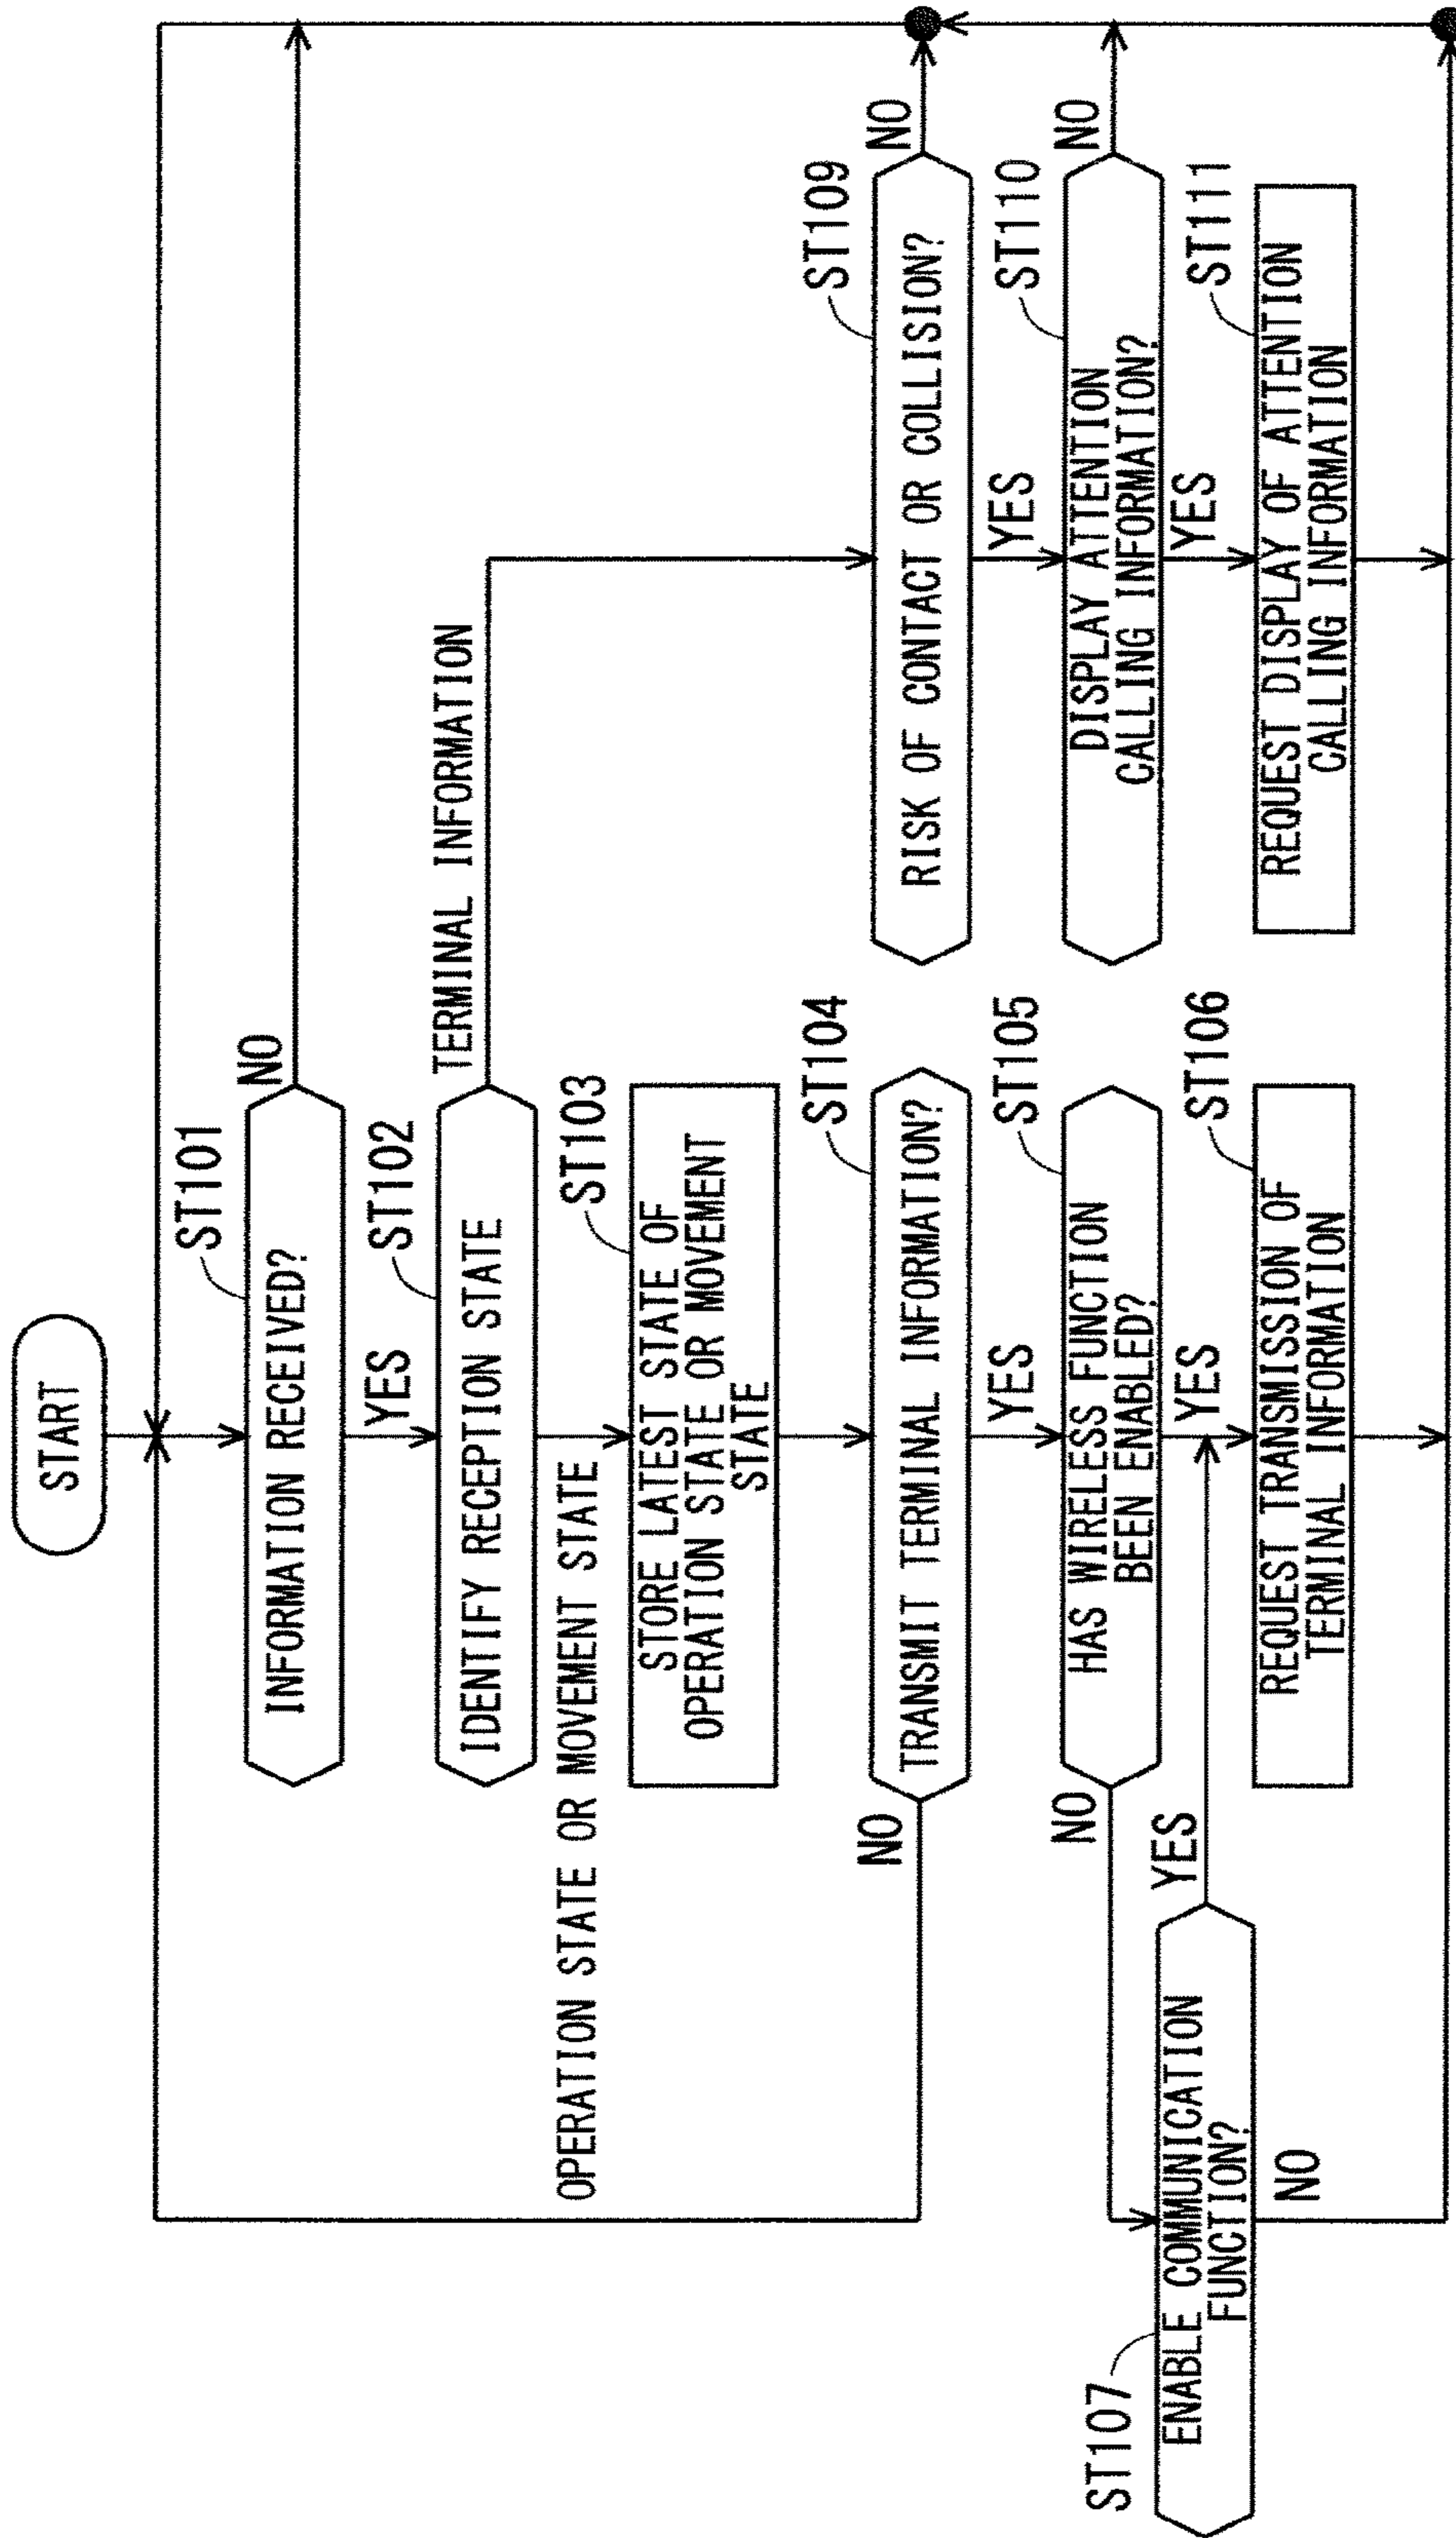 START
ST101
INFORMATION RECEIVED?
NO
YES
ST102
IDENTIFY RECEPTION STATE
TERMINAL INFORMATION
OPERATION STATE OR MOVEMENT STATE
ST103
STORE LATEST STATE OF
OPERATION STATE OR MOVEMENT
STATE
ST104
TRANSMIT TERMINAL INFORMATION?
NO
YES
ST105
HAS WIRELESS FUNCTION
BEEN ENABLED?
NO
YES
ST107
ENABLE COMMUNICATION
FUNCTION?
YES
NO
ST106
REQUEST TRANSMISSION OF
TERMINAL INFORMATION
ST109
RISK OF CONTACT OR COLLISION?
NO
YES
ST110
DISPLAY ATTENTION
CALLING INFORMATION?
NO
YES
ST111
REQUEST DISPLAY OF ATTENTION
CALLING INFORMATION